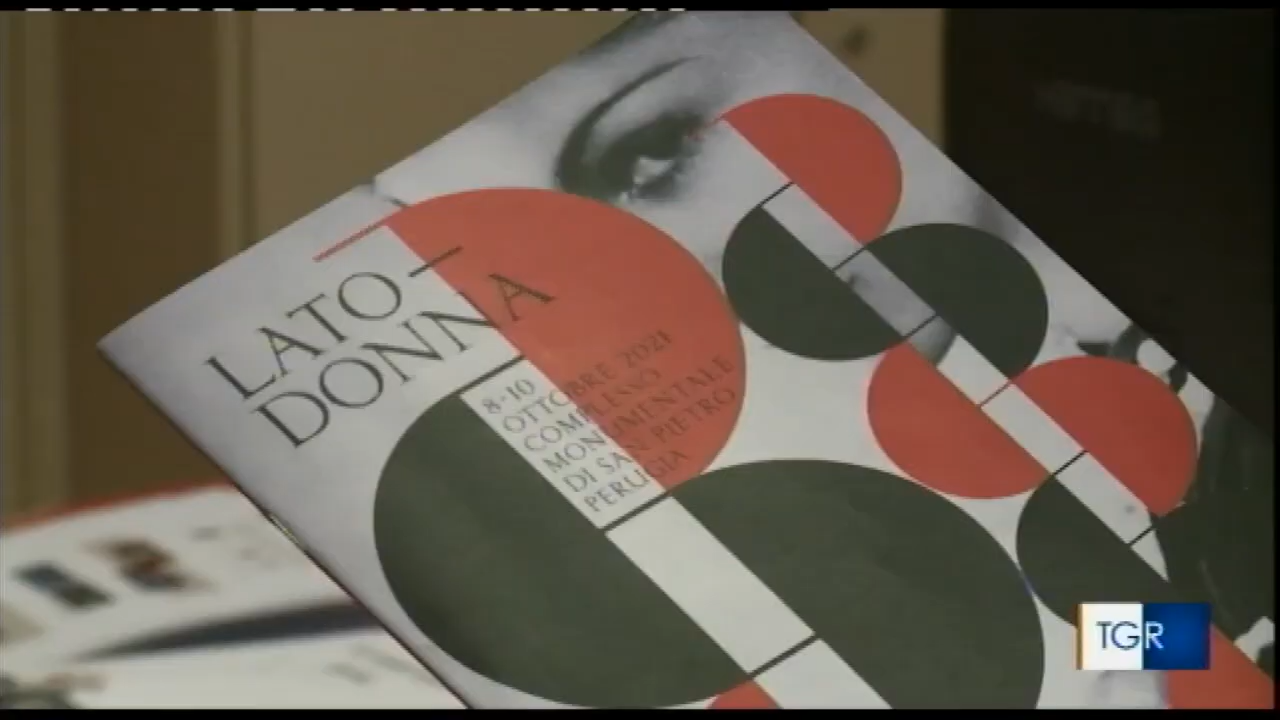 LATO–
DONNA
8-10
OTTOBRE 2021
COMPLESSO
MONUMENTALE
DI SAN PIETRO
PERUGIA
TGR